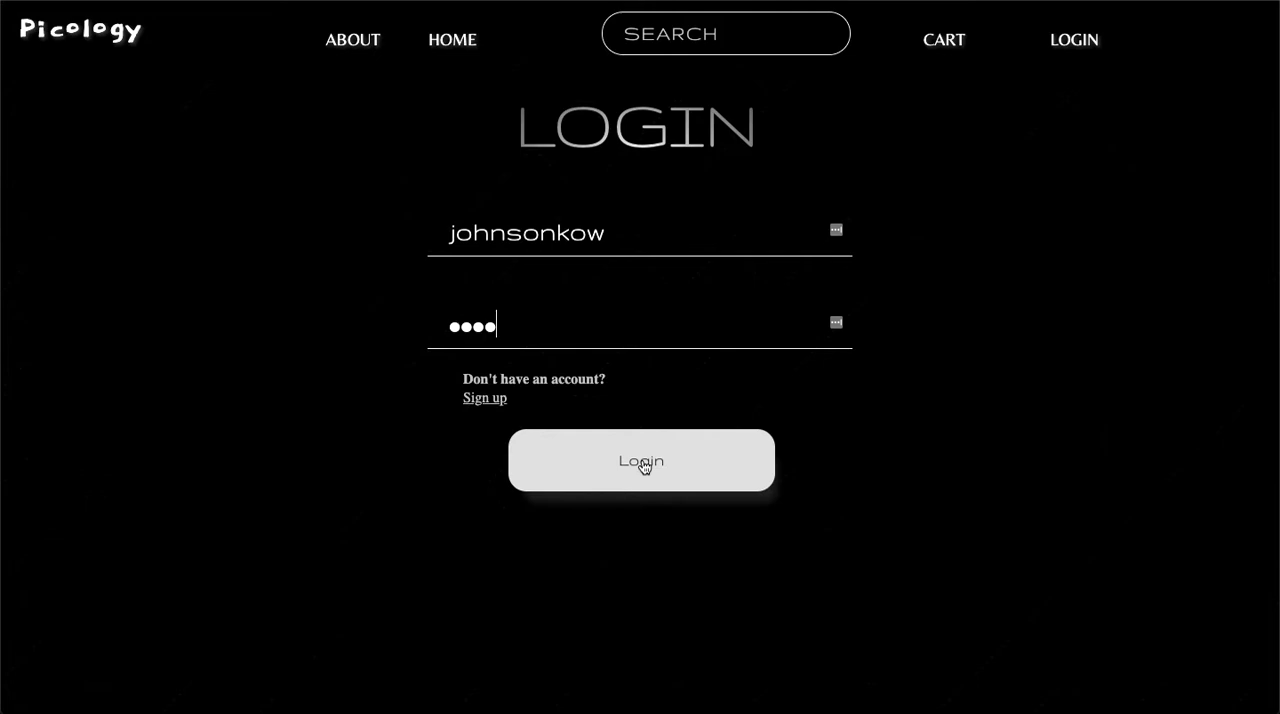 Picology
ABOUT
HOME
SEARCH
CART
LOGIN
LOGIN
johnsonkow
••••
Don't have an account?
Sign up
Login